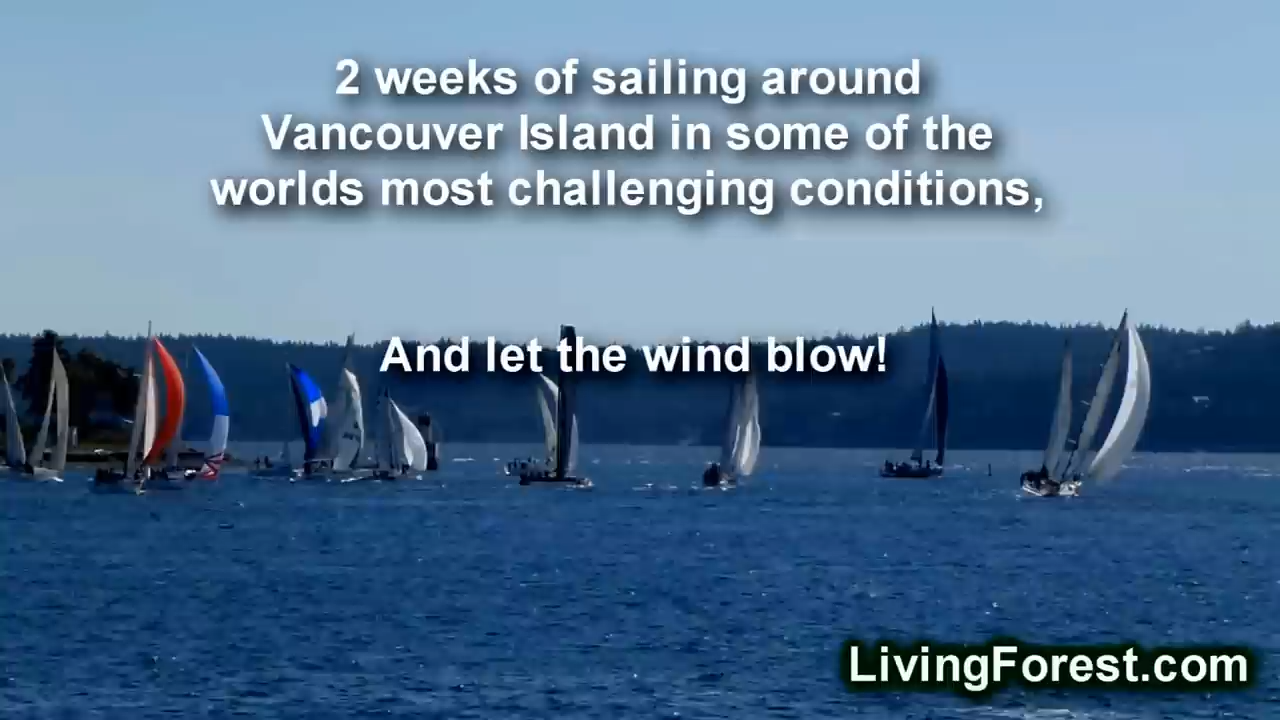 2 weeks of sailing around
Vancouver Island in some of the
worlds most challenging conditions,
And let the wind blow!
LivingForest.com